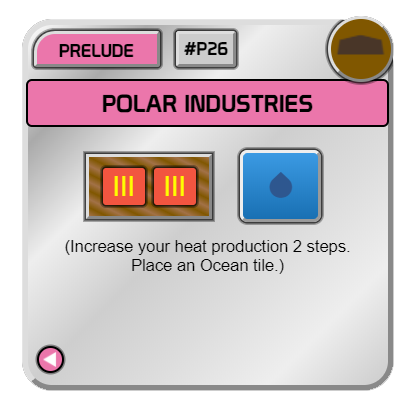 PRELUDE
#P26
POLAR INDUSTRIES
(Increase your heat production 2 steps.
Place an Ocean tile.)